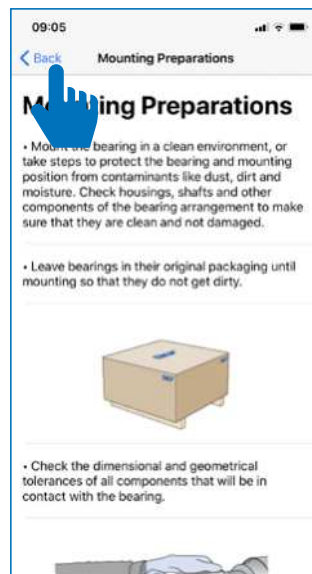 09:05
Back
Mounting Preparations
Mounting Preparations
• Mount the bearing in a clean environment, or
take steps to protect the bearing and mounting
position from contaminants like dust, dirt and
moisture. Check housings, shafts and other
components of the bearing arrangement to make
sure that they are clean and not damaged.
• Leave bearings in their original packaging until
mounting so that they do not get dirty.
• Check the dimensional and geometrical
tolerances of all components that will be in
contact with the bearing.